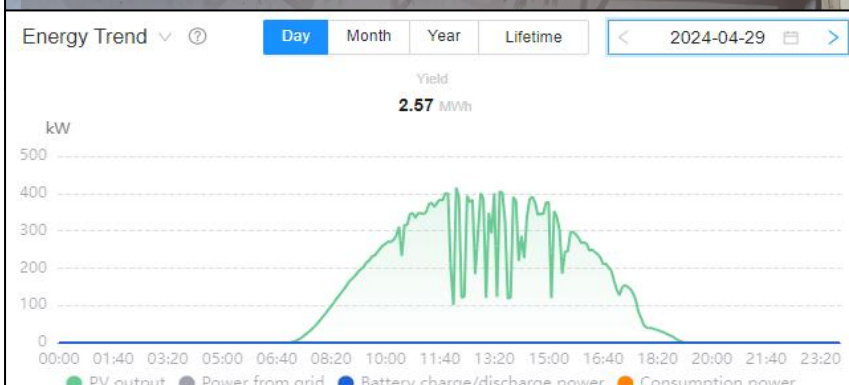 Energy Trend
Day Month Year Lifetime
< 2024-04-29 >
Yield
2.57 MWh
kW
500
400
300
200
100
0
00:00 01:40 03:20 05:00 06:40 08:20 10:00 11:40 13:20 15:00 16:40 18:20 20:00 21:40 23:20
PV output Power from grid Battery charge/discharge power Consumption power